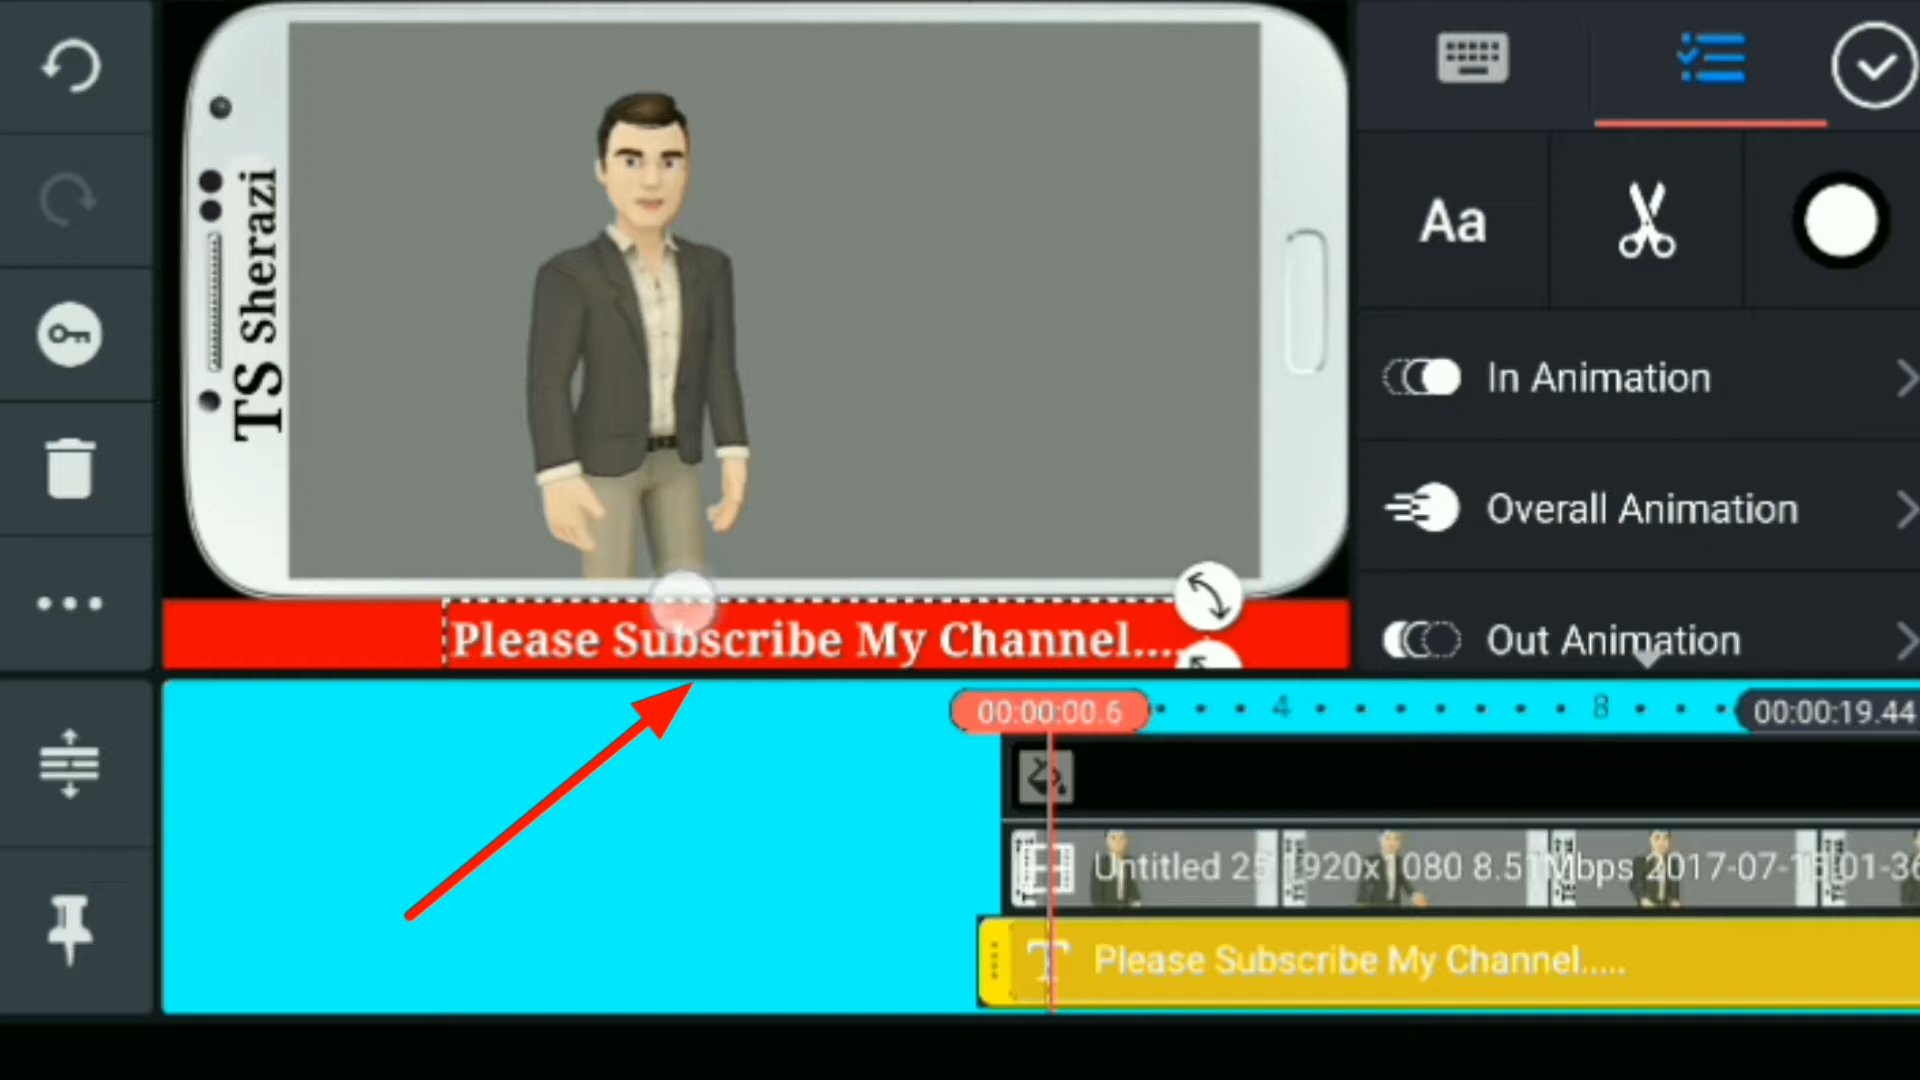 TS Sherazi
Aa
In Animation
Overall Animation
Out Animation
Please Subscribe My Channel....
00:00:00.6
4
8
00:00:19.44
Untitled 25 1920x1080 8.51Mbps 2017-07-15 01-36
Please Subscribe My Channel.....